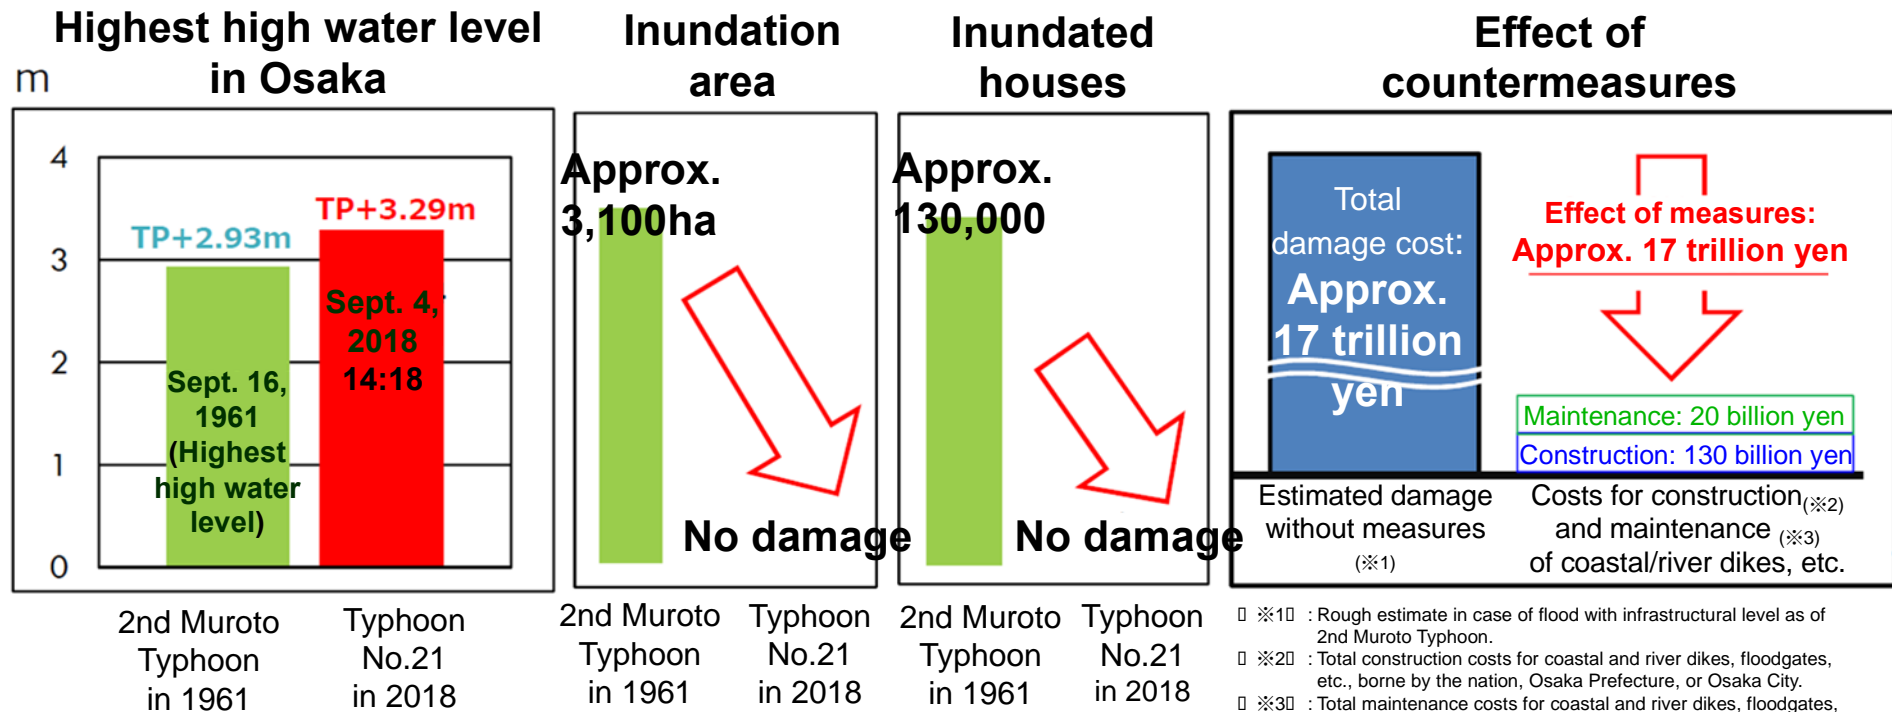 Highest high water level
in Osaka
m
4
3
2
1
0
TP+2.93m
TP+3.29m
Sept. 16,
1961
(Highest
high water
level)
Sept. 4,
2018
14:18
2nd Muroto
Typhoon
in 1961
Typhoon
No.21
in 2018
Inundation
area
Approx.
3,100ha
No damage
2nd Muroto
Typhoon
in 1961
Typhoon
No.21
in 2018
Inundated
houses
Approx.
130,000
No damage
2nd Muroto
Typhoon
in 1961
Typhoon
No.21
in 2018
Effect of
countermeasures
Total
damage cost:
Approx.
17 trillion
yen
Effect of measures:
Approx. 17 trillion yen
Maintenance: 20 billion yen
Construction: 130 billion yen
Estimated damage
without measures
(※1)
Costs for construction(※2)
and maintenance (※3)
of coastal/river dikes, etc.
▯ ※1▯ : Rough estimate in case of flood with infrastructural level as of
2nd Muroto Typhoon.
▯ ※2▯ : Total construction costs for coastal and river dikes, floodgates,
etc., borne by the nation, Osaka Prefecture, or Osaka City.
▯ ※3▯ : Total maintenance costs for coastal and river dikes, floodgates,